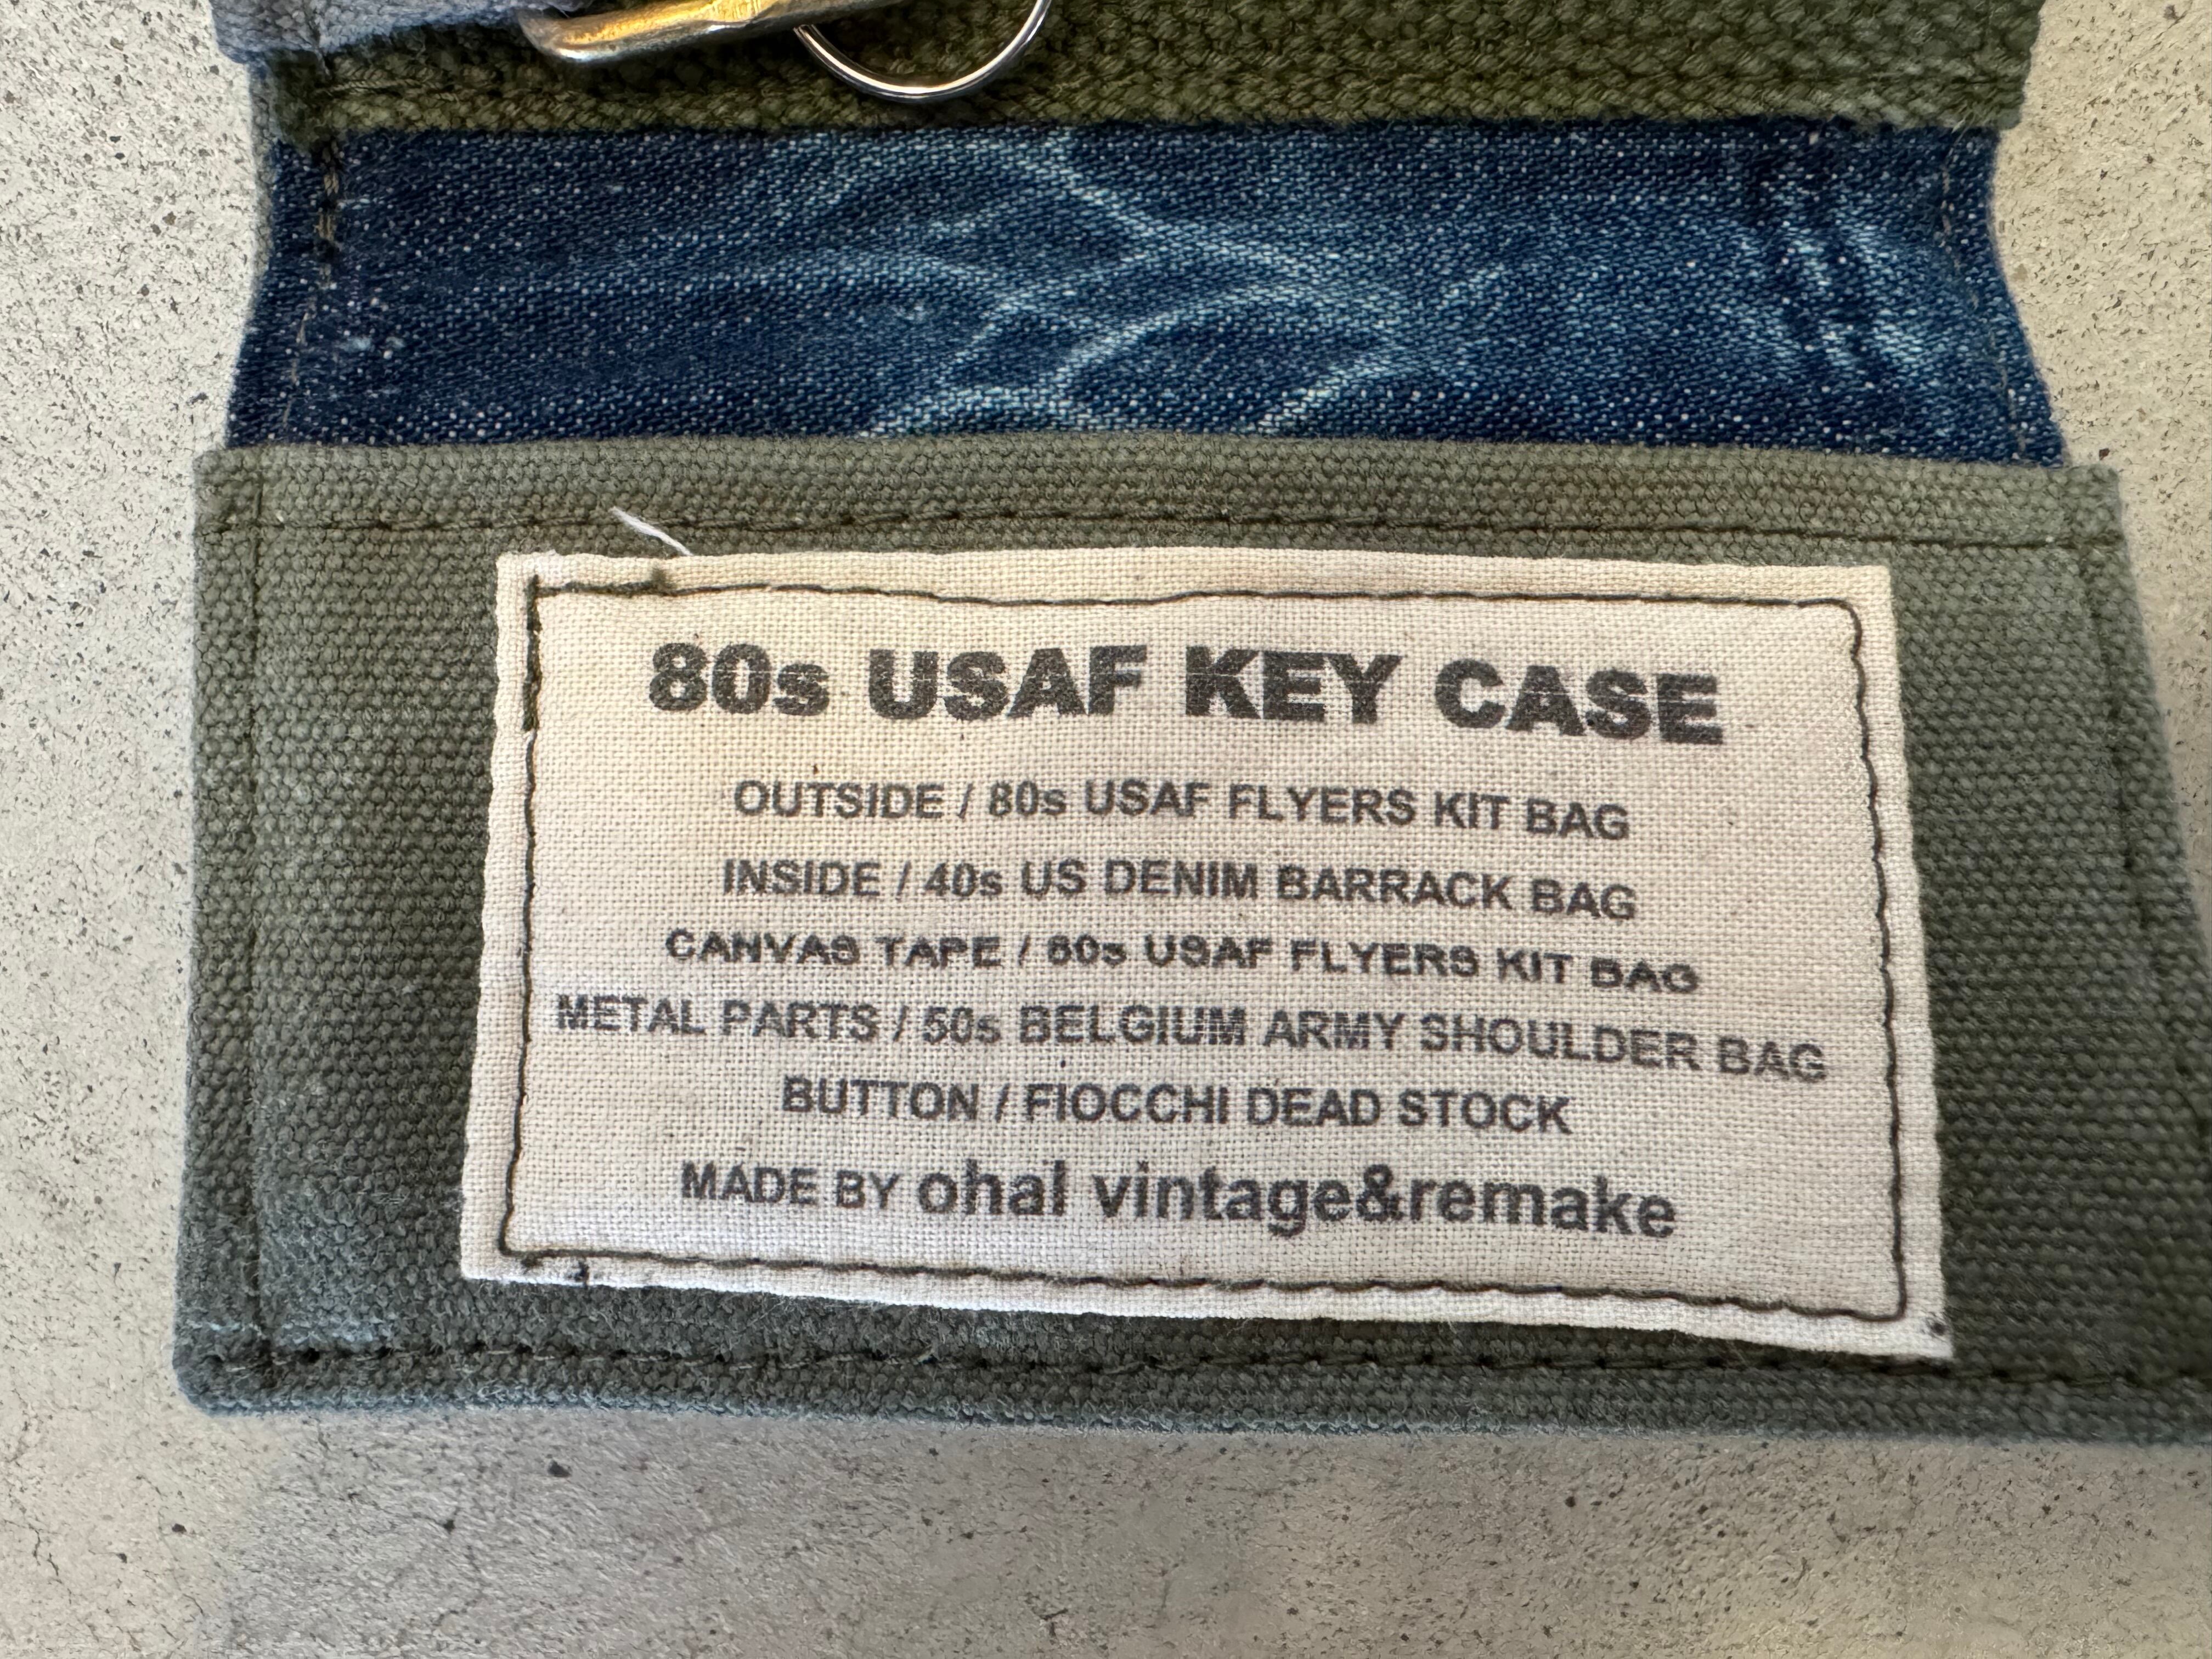 80s USAF KEY CASE
OUTSIDE / 80s USAF FLYERS KIT BAG
INSIDE / 40s US DENIM BARRACK BAG
CANVAS TAPE / 80s USAF FLYERS KIT BAG
METAL PARTS / 50s BELGIUM ARMY SHOULDER BAG
BUTTON / FIOCCHI DEAD STOCK
MADE BY ohal vintage&remake